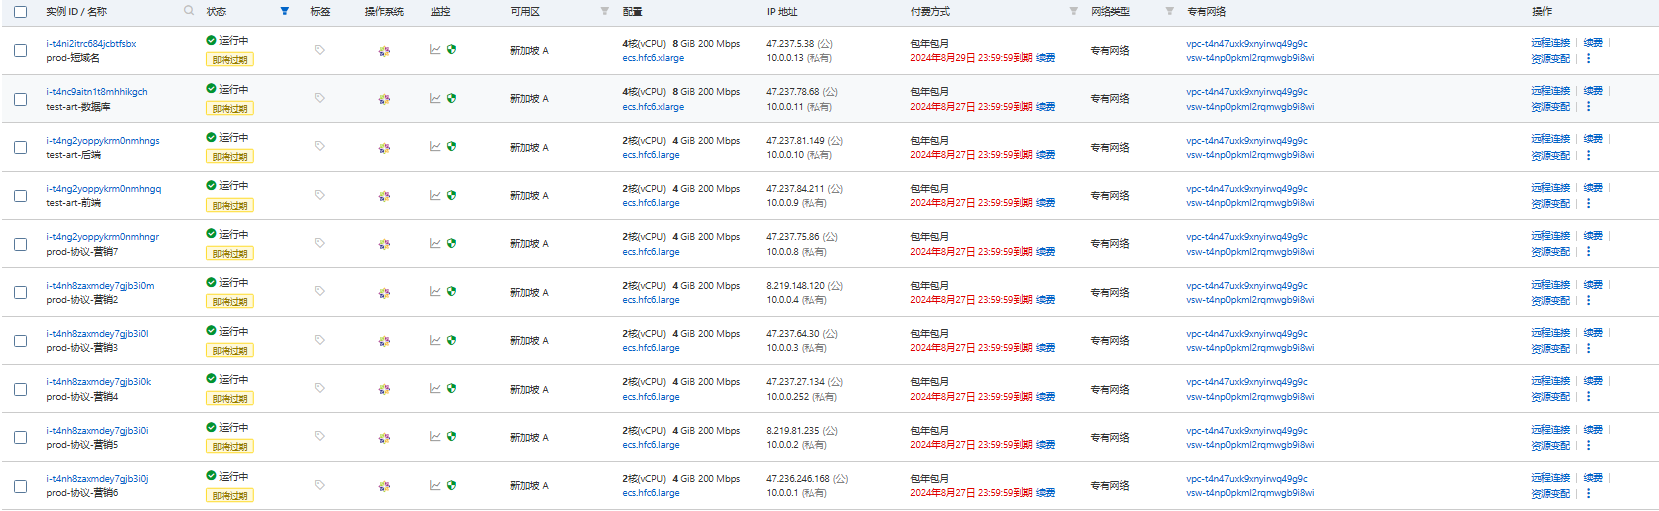 实例 ID / 名称 状态 标签 操作系统 监控 可用区 配置 IP 地址 付费方式 网络类型 专有网络 操作
i-t4ni2itrc684jcbtfsbx 运行中 4核(vCPU) 8 GiB 200 Mbps 47.237.5.38 (公) 包年包月 vpc-t4n47uxk9xnyirwq49g9c 远程连接 续费
prod-短域名 即将过期 新加坡 A ecs.hfc6.xlarge 10.0.0.13 (私有) 2024年8月29日 23:59:59到期 续费 专有网络 vsw-t4np0pkml2rqmwgb9i8wi 资源变配
i-t4nc9aitn1t8mhhikgch 运行中 4核(vCPU) 8 GiB 200 Mbps 47.237.78.68 (公) 包年包月 vpc-t4n47uxk9xnyirwq49g9c 远程连接 续费
test-art-数据库 即将过期 新加坡 A ecs.hfc6.xlarge 10.0.0.11 (私有) 2024年8月27日 23:59:59到期 续费 专有网络 vsw-t4np0pkml2rqmwgb9i8wi 资源变配
i-t4ng2yoppykrm0nmhngs 运行中 2核(vCPU) 4 GiB 200 Mbps 47.237.81.149 (公) 包年包月 vpc-t4n47uxk9xnyirwq49g9c 远程连接 续费
test-art-后端 即将过期 新加坡 A ecs.hfc6.large 10.0.0.10 (私有) 2024年8月27日 23:59:59到期 续费 专有网络 vsw-t4np0pkml2rqmwgb9i8wi 资源变配
i-t4ng2yoppykrm0nmhngq 运行中 2核(vCPU) 4 GiB 200 Mbps 47.237.84.211 (公) 包年包月 vpc-t4n47uxk9xnyirwq49g9c 远程连接 续费
test-art-前端 即将过期 新加坡 A ecs.hfc6.large 10.0.0.9 (私有) 2024年8月27日 23:59:59到期 续费 专有网络 vsw-t4np0pkml2rqmwgb9i8wi 资源变配
i-t4ng2yoppykrm0nmhngr 运行中 2核(vCPU) 4 GiB 200 Mbps 47.237.75.86 (公) 包年包月 vpc-t4n47uxk9xnyirwq49g9c 远程连接 续费
prod-协议-营销7 即将过期 新加坡 A ecs.hfc6.large 10.0.0.8 (私有) 2024年8月27日 23:59:59到期 续费 专有网络 vsw-t4np0pkml2rqmwgb9i8wi 资源变配
i-t4nh8zaxmdey7gjb3i0m 运行中 2核(vCPU) 4 GiB 200 Mbps 8.219.148.120 (公) 包年包月 vpc-t4n47uxk9xnyirwq49g9c 远程连接 续费
prod-协议-营销2 即将过期 新加坡 A ecs.hfc6.large 10.0.0.4 (私有) 2024年8月27日 23:59:59到期 续费 专有网络 vsw-t4np0pkml2rqmwgb9i8wi 资源变配
i-t4nh8zaxmdey7gjb3i0l 运行中 2核(vCPU) 4 GiB 200 Mbps 47.237.64.30 (公) 包年包月 vpc-t4n47uxk9xnyirwq49g9c 远程连接 续费
prod-协议-营销3 即将过期 新加坡 A ecs.hfc6.large 10.0.0.3 (私有) 2024年8月27日 23:59:59到期 续费 专有网络 vsw-t4np0pkml2rqmwgb9i8wi 资源变配
i-t4nh8zaxmdey7gjb3i0k 运行中 2核(vCPU) 4 GiB 200 Mbps 47.237.27.134 (公) 包年包月 vpc-t4n47uxk9xnyirwq49g9c 远程连接 续费
prod-协议-营销4 即将过期 新加坡 A ecs.hfc6.large 10.0.0.252 (私有) 2024年8月27日 23:59:59到期 续费 专有网络 vsw-t4np0pkml2rqmwgb9i8wi 资源变配
i-t4nh8zaxmdey7gjb3i0i 运行中 2核(vCPU) 4 GiB 200 Mbps 8.219.81.235 (公) 包年包月 vpc-t4n47uxk9xnyirwq49g9c 远程连接 续费
prod-协议-营销5 即将过期 新加坡 A ecs.hfc6.large 10.0.0.2 (私有) 2024年8月27日 23:59:59到期 续费 专有网络 vsw-t4np0pkml2rqmwgb9i8wi 资源变配
i-t4nh8zaxmdey7gjb3i0j 运行中 2核(vCPU) 4 GiB 200 Mbps 47.236.246.168 (公) 包年包月 vpc-t4n47uxk9xnyirwq49g9c 远程连接 续费
prod-协议-营销6 即将过期 新加坡 A ecs.hfc6.large 10.0.0.1 (私有) 2024年8月27日 23:59:59到期 续费 专有网络 vsw-t4np0pkml2rqmwgb9i8wi 资源变配